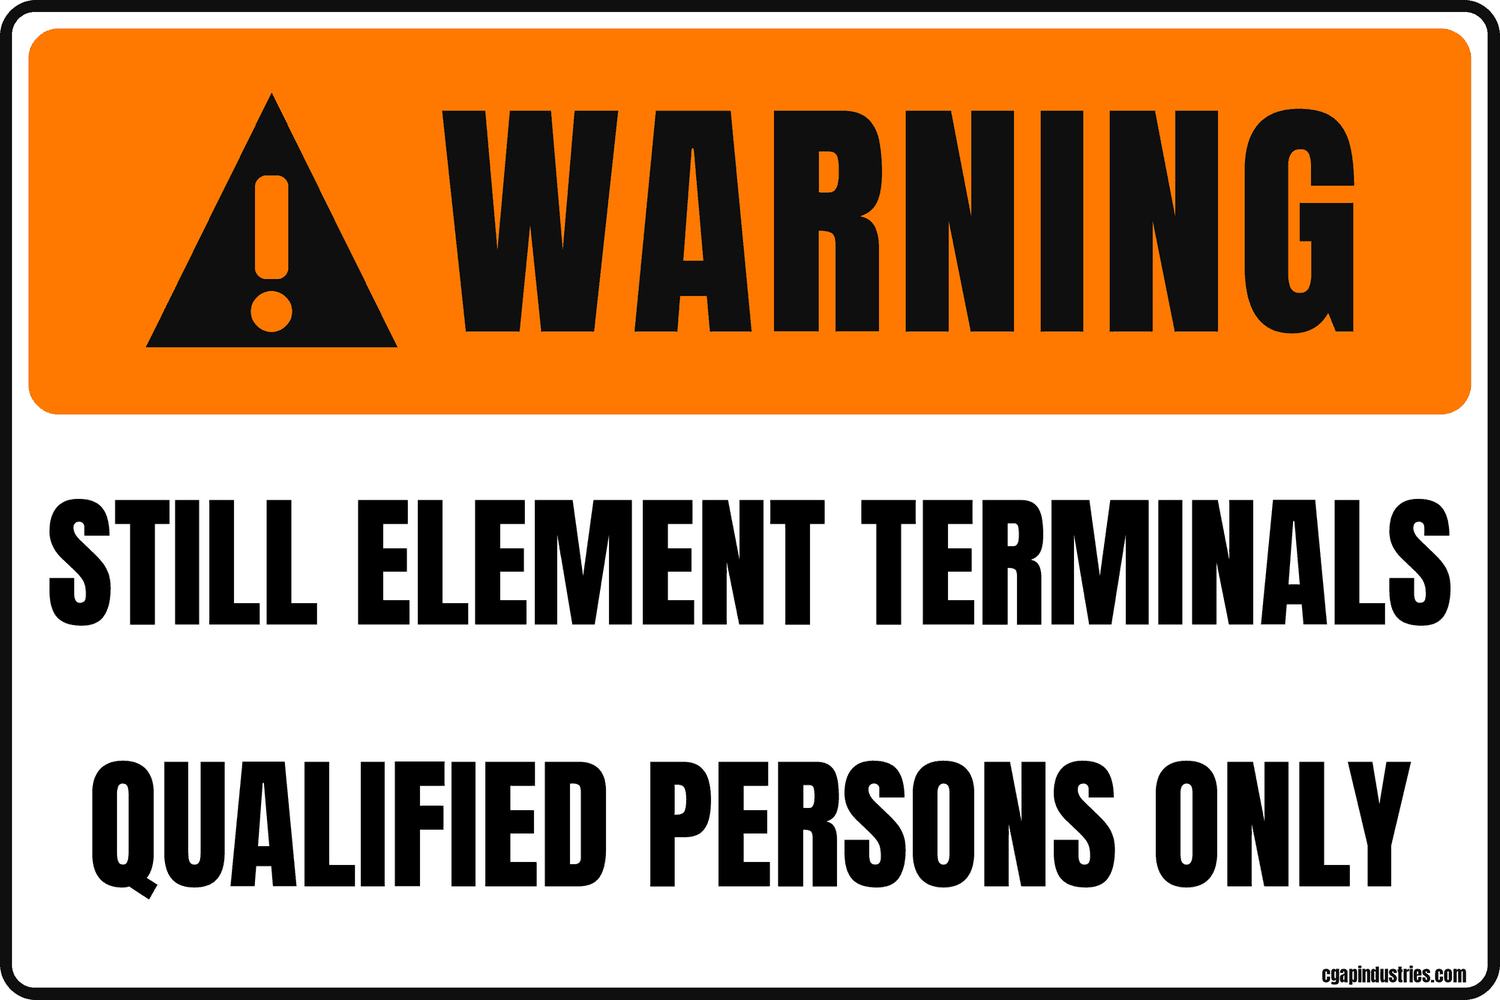 WARNING
STILL ELEMENT TERMINALS
QUALIFIED PERSONS ONLY
cgapindustries.com